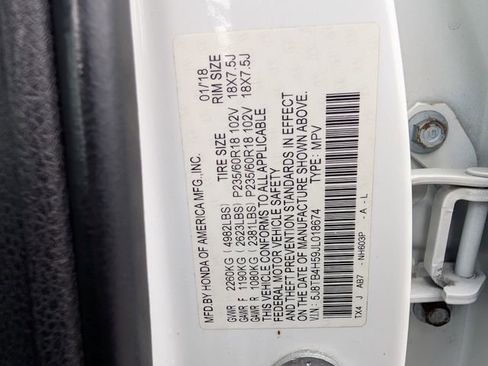 MFD.BY HONDA OF AMERICA MFG.,INC. 01/'18
TIRE SIZE RIM SIZE
GVWR 2260KG (4982LBS) P235/60R18 102V 18X7.5J
GAWR F 1190KG (2623LBS) P235/60R18 102V 18X7.5J
GAWR R 1080KG (2381LBS)
THIS VEHICLE CONFORMS TO ALL APPLICABLE
FEDERAL MOTOR VEHICLE SAFETY
AND THEFT PREVENTION STANDARDS IN EFFECT
ON THE DATE OF MANUFACTURE SHOWN ABOVE.
V.I.N.: 5J8TB4H59JL018674 TYPE: MPV
TX4 J AB7 -NH603P -A -L